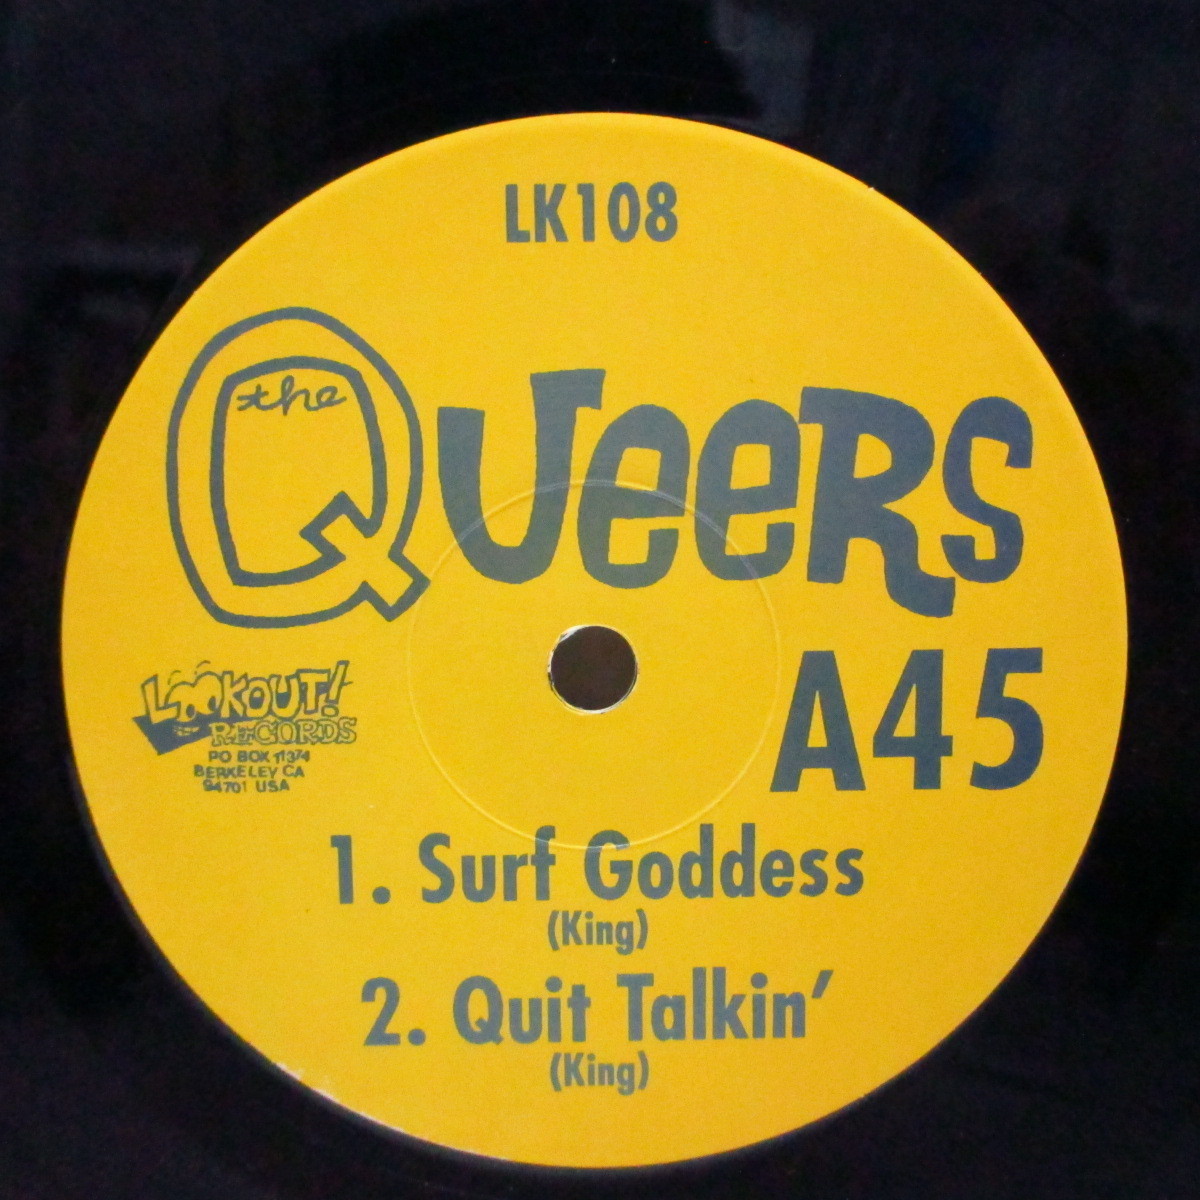 LK108
the Queers
A45
LOOKOUT!
RECORDS
PO BOX 11374
BERKELEY CA
94701 USA
1. Surf Goddess
(King)
2. Quit Talkin'
(King)